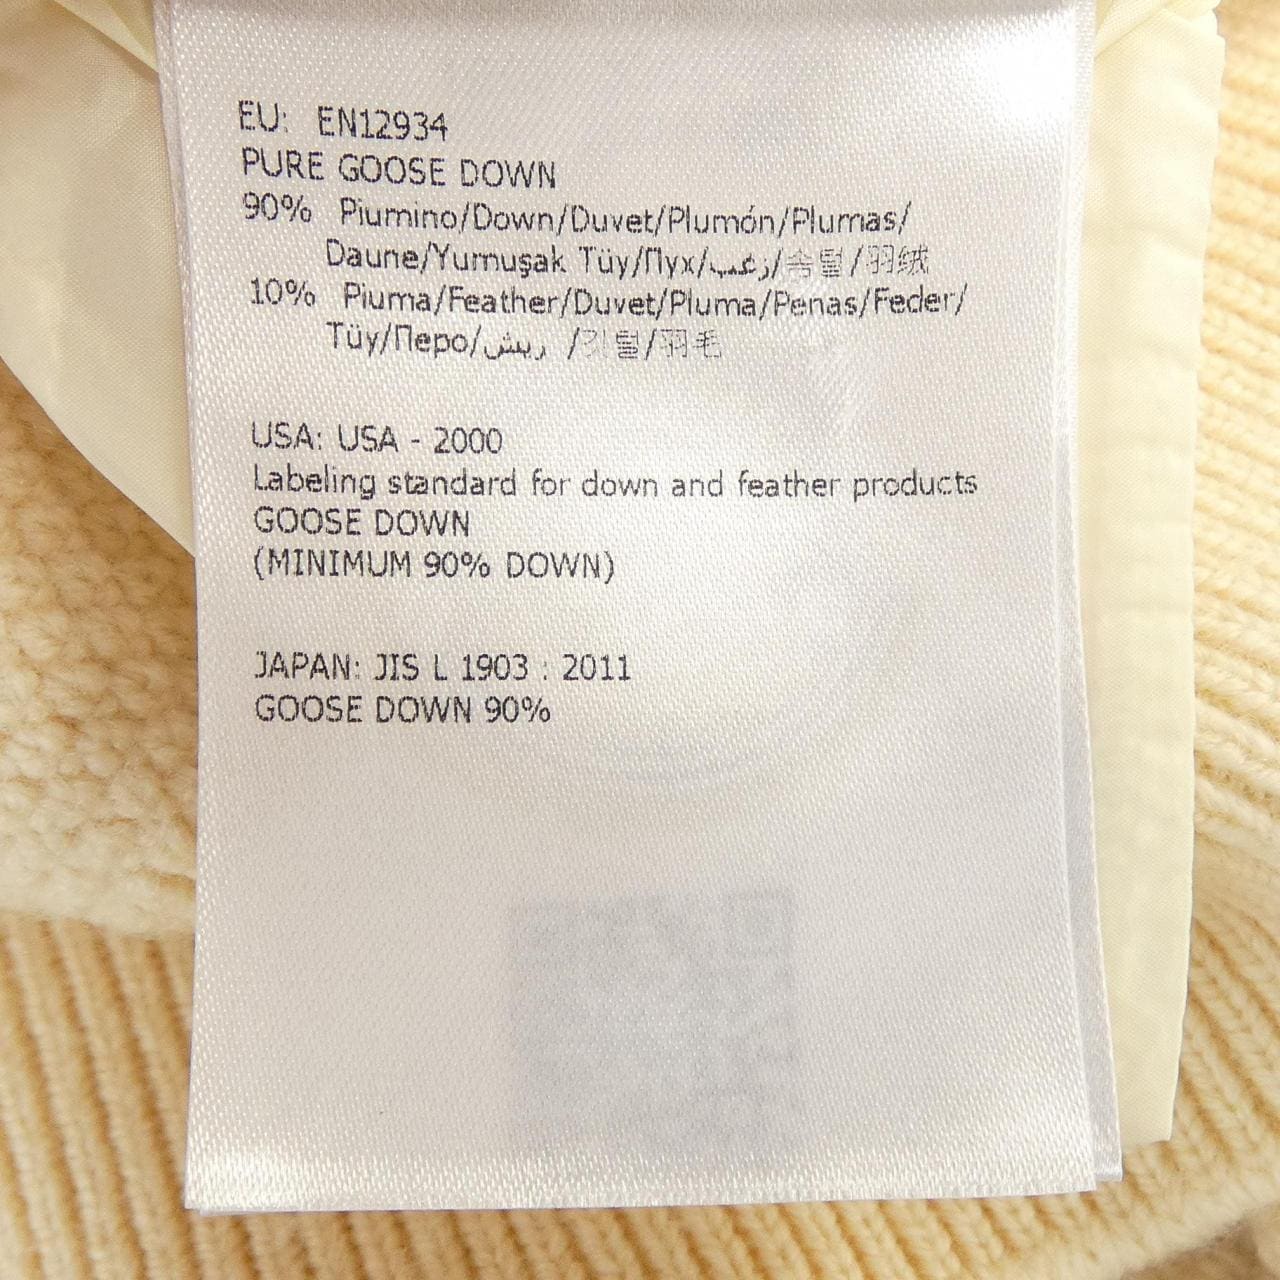 EU: EN12934
PURE GOOSE DOWN
90% Piumino/Down/Duvet/Plumón/Plumas/
Daune/Yumuşak Tüy/Пух/زغب/솜털/羽绒
10% Piuma/Feather/Duvet/Pluma/Penas/Feder/
Tüy/Перо/ريش /깃털/羽毛
USA: USA - 2000
Labeling standard for down and feather products
GOOSE DOWN
(MINIMUM 90% DOWN)
JAPAN: JIS L 1903 : 2011
GOOSE DOWN 90%